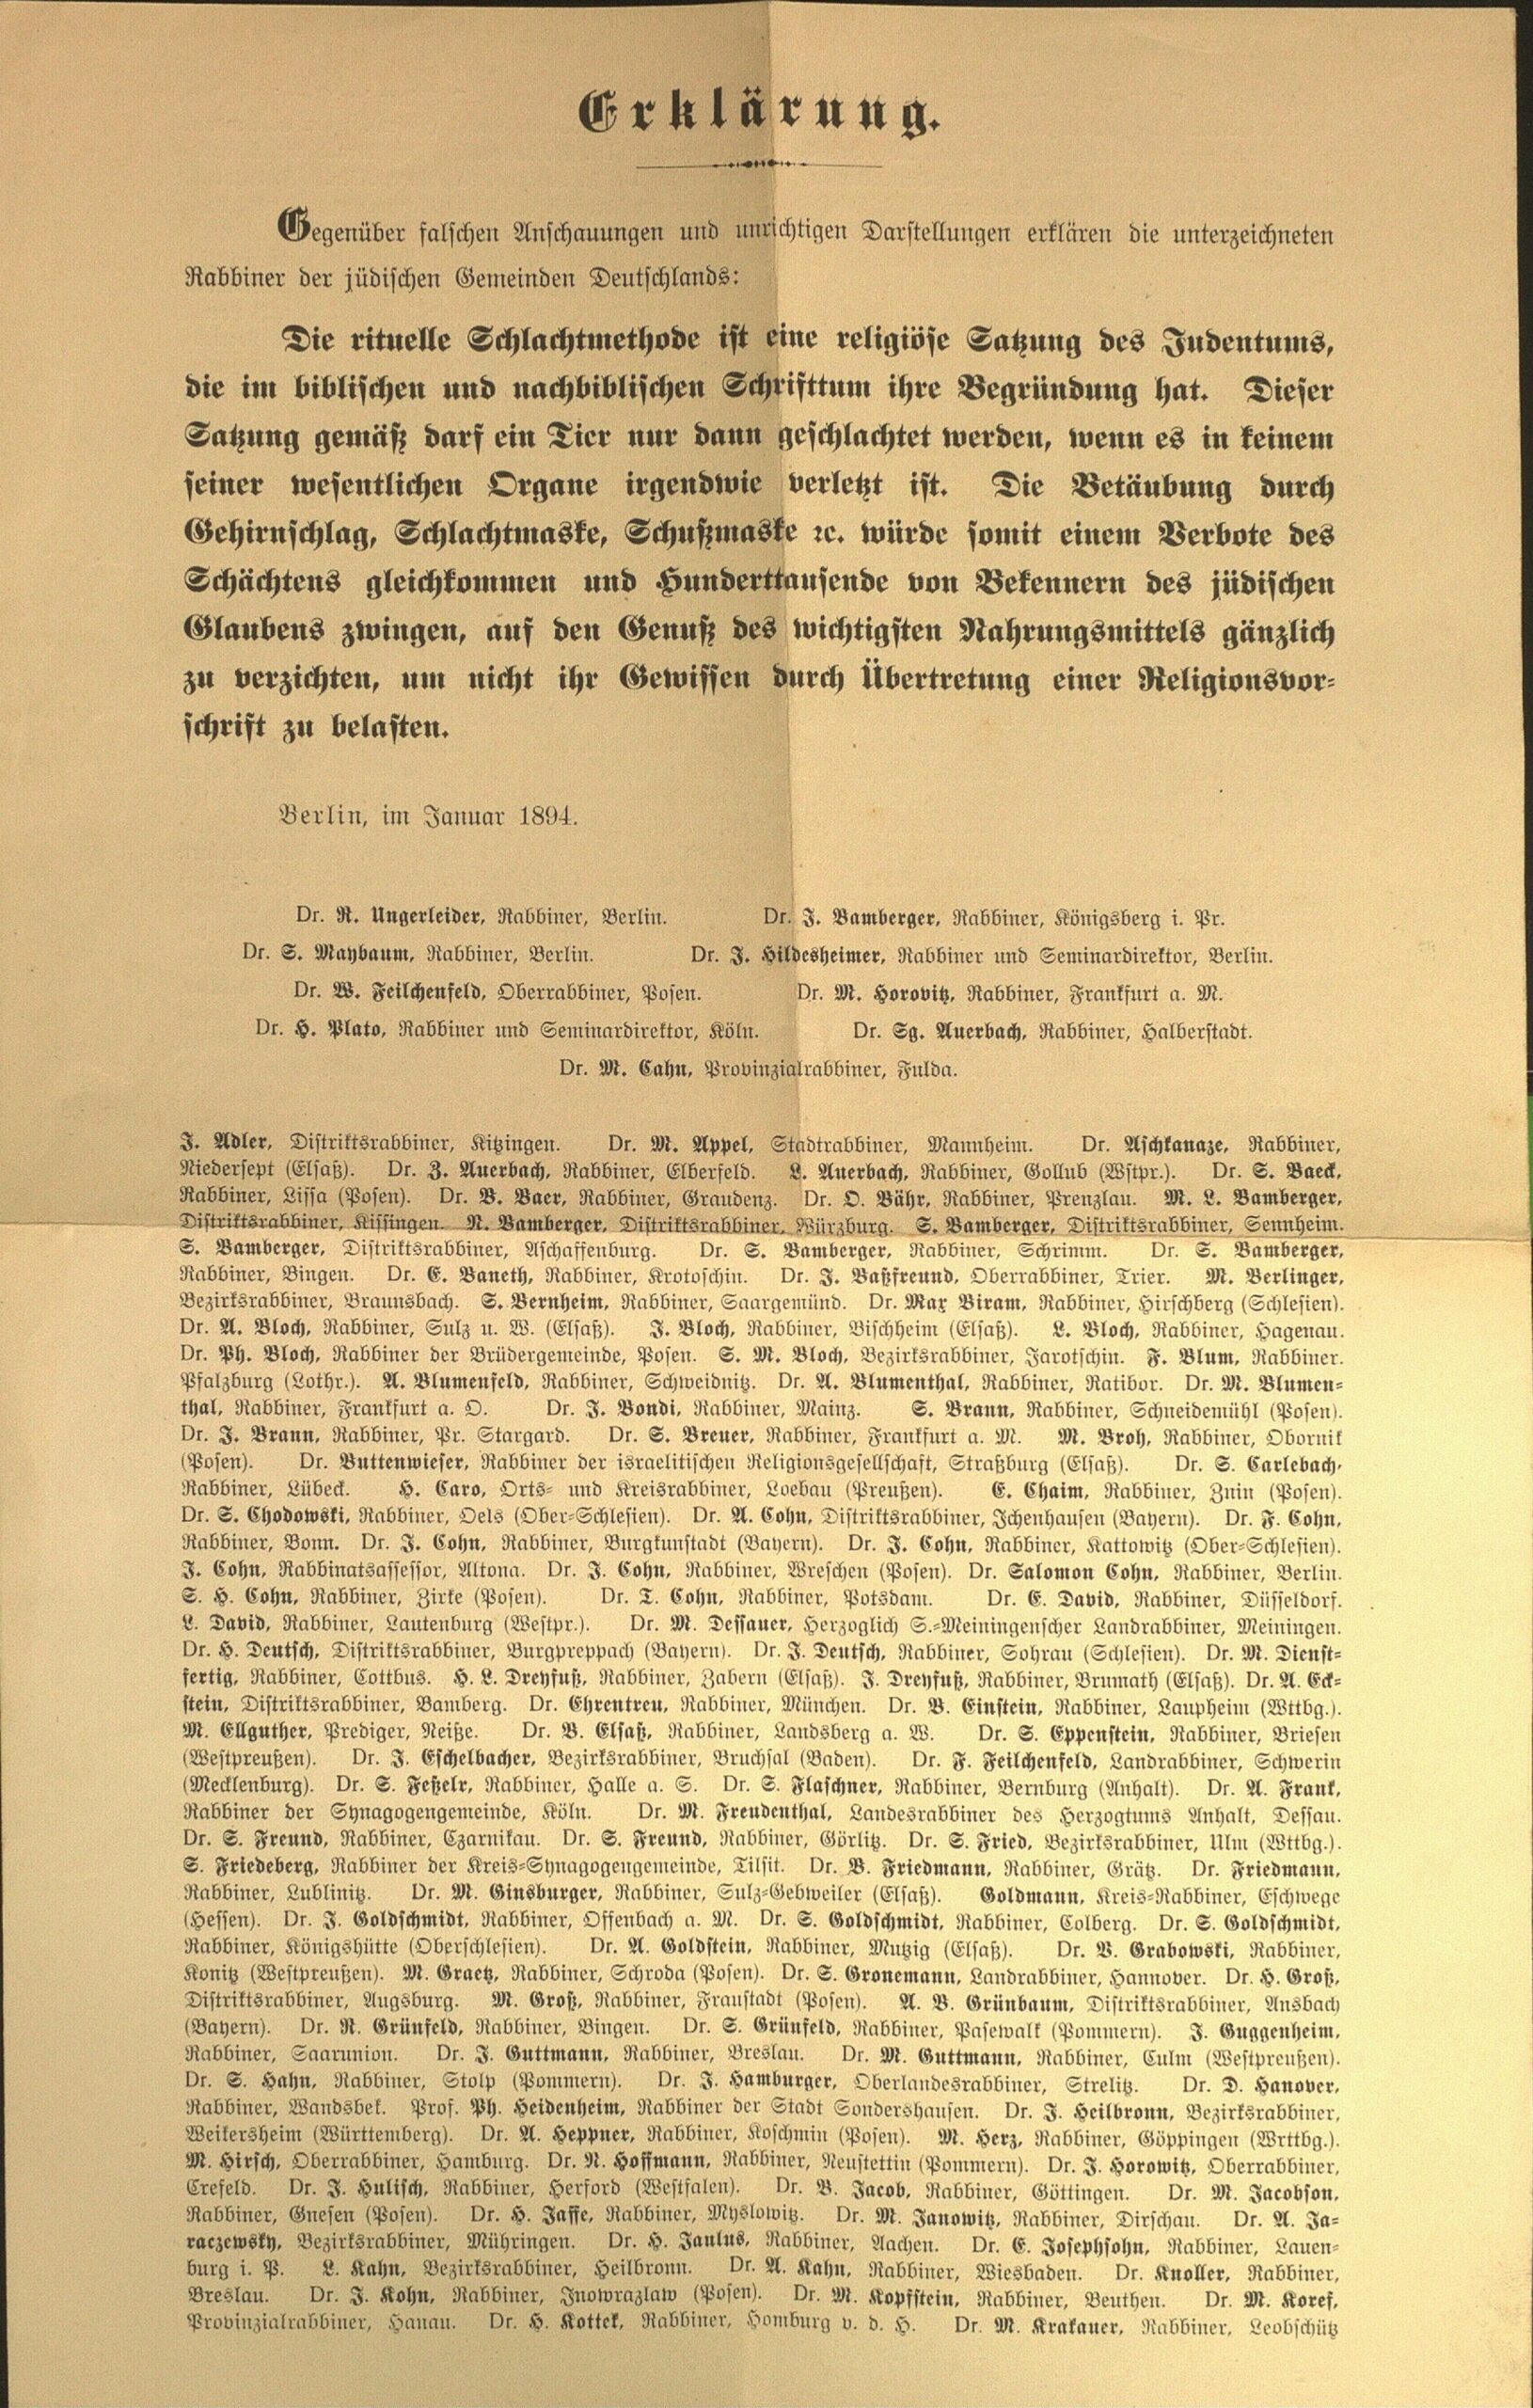 Erklärung.
Gegenüber falschen Anschauungen und unrichtigen Darstellungen erklären die unterzeichneten
Rabbiner der jüdischen Gemeinden Deutschlands:
Die rituelle Schlachtmethode ist eine religiöse Satzung des Judentums,
die im biblischen und nachbiblischen Schrifttum ihre Begründung hat. Dieser
Satzung gemäß darf ein Tier nur dann geschlachtet werden, wenn es in keinem
seiner wesentlichen Organe irgendwie verletzt ist. Die Betäubung durch
Gehirnschlag, Schlachtmaske, Schußmaske ꝛc. würde somit einem Verbote des
Schächtens gleichkommen und Hunderttausende von Bekennern des jüdischen
Glaubens zwingen, auf den Genuß des wichtigsten Nahrungsmittels gänzlich
zu verzichten, um nicht ihr Gewissen durch Übertretung einer Religionsvor-
schrift zu belasten.
Berlin, im Januar 1894.
Dr. R. Ungerleider, Rabbiner, Berlin. Dr. J. Bamberger, Rabbiner, Königsberg i. Pr.
Dr. S. Maybaum, Rabbiner, Berlin. Dr. J. Hildesheimer, Rabbiner und Seminardirektor, Berlin.
Dr. W. Feilchenfeld, Oberrabbiner, Posen. Dr. M. Horovitz, Rabbiner, Frankfurt a. M.
Dr. H. Plato, Rabbiner und Seminardirektor, Köln. Dr. Sg. Auerbach, Rabbiner, Halberstadt.
Dr. M. Cahn, Provinzialrabbiner, Fulda.
J. Adler, Distriktsrabbiner, Kitzingen. Dr. M. Appel, Stadtrabbiner, Mannheim. Dr. Aschkanaze, Rabbiner,
Niedersept (Elsaß). Dr. Z. Auerbach, Rabbiner, Elberfeld. L. Auerbach, Rabbiner, Gollub (Wstpr.). Dr. S. Baeck,
Rabbiner, Lissa (Posen). Dr. B. Baer, Rabbiner, Graudenz. Dr. O. Bähr, Rabbiner, Prenzlau. M. L. Bamberger,
Distriktsrabbiner, Kissingen. N. Bamberger, Distriktsrabbiner, Würzburg. S. Bamberger, Distriktsrabbiner, Sennheim.
S. Bamberger, Distriktsrabbiner, Aschaffenburg. Dr. S. Bamberger, Rabbiner, Schrimm. Dr. S. Bamberger,
Rabbiner, Bingen. Dr. E. Baneth, Rabbiner, Krotoschin. Dr. J. Baßfreund, Oberrabbiner, Trier. M. Berlinger,
Bezirksrabbiner, Braunsbach. S. Bernheim, Rabbiner, Saargemünd. Dr. Max Biram, Rabbiner, Hirschberg (Schlesien).
Dr. A. Bloch, Rabbiner, Sulz u. W. (Elsaß). J. Bloch, Rabbiner, Bischheim (Elsaß). L. Bloch, Rabbiner, Hagenau.
Dr. Ph. Bloch, Rabbiner der Brüdergemeinde, Posen. S. M. Bloch, Bezirksrabbiner, Jarotschin. F. Blum, Rabbiner.
Pfalzburg (Lothr.). A. Blumenfeld, Rabbiner, Schweidnitz. Dr. A. Blumenthal, Rabbiner, Ratibor. Dr. M. Blumen-
thal, Rabbiner, Frankfurt a. O. Dr. J. Bondi, Rabbiner, Mainz. S. Brann, Rabbiner, Schneidemühl (Posen).
Dr. J. Brann, Rabbiner, Pr. Stargard. Dr. S. Breuer, Rabbiner, Frankfurt a. M. M. Broh, Rabbiner, Obornik
(Posen). Dr. Buttenwieser, Rabbiner der israelitischen Religionsgesellschaft, Straßburg (Elsaß). Dr. S. Carlebach,
Rabbiner, Lübeck. H. Caro, Orts- und Kreisrabbiner, Loebau (Preußen). E. Chaim, Rabbiner, Znin (Posen).
Dr. S. Chodowski, Rabbiner, Oels (Ober-Schlesien). Dr. A. Cohn, Distriktsrabbiner, Ichenhausen (Bayern). Dr. F. Cohn,
Rabbiner, Bonn. Dr. J. Cohn, Rabbiner, Burgkunstadt (Bayern). Dr. J. Cohn, Rabbiner, Kattowitz (Ober-Schlesien).
J. Cohn, Rabbinatsassessor, Altona. Dr. J. Cohn, Rabbiner, Wreschen (Posen). Dr. Salomon Cohn, Rabbiner, Berlin.
S. H. Cohn, Rabbiner, Zirke (Posen). Dr. T. Cohn, Rabbiner, Potsdam. Dr. E. David, Rabbiner, Düsseldorf.
L. David, Rabbiner, Lautenburg (Westpr.). Dr. M. Dessauer, Herzoglich S.-Meiningenscher Landrabbiner, Meiningen.
Dr. H. Deutsch, Distriktsrabbiner, Burgpreppach (Bayern). Dr. J. Deutsch, Rabbiner, Sohrau (Schlesien). Dr. M. Dienst-
fertig, Rabbiner, Cottbus. H. L. Dreyfuß, Rabbiner, Zabern (Elsaß). J. Dreyfuß, Rabbiner, Brumath (Elsaß). Dr. A. Eck-
stein, Distriktsrabbiner, Bamberg. Dr. Ehrentreu, Rabbiner, München. Dr. B. Einstein, Rabbiner, Laupheim (Wttbg.).
M. Ellguther, Prediger, Neiße. Dr. B. Elsaß, Rabbiner, Landsberg a. W. Dr. S. Eppenstein, Rabbiner, Briesen
(Westpreußen). Dr. J. Eschelbacher, Bezirksrabbiner, Bruchsal (Baden). Dr. F. Feilchenfeld, Landrabbiner, Schwerin
(Mecklenburg). Dr. S. Feßelr, Rabbiner, Halle a. S. Dr. S. Flaschner, Rabbiner, Bernburg (Anhalt). Dr. A. Frank,
Rabbiner der Synagogengemeinde, Köln. Dr. M. Freudenthal, Landesrabbiner des Herzogtums Anhalt, Dessau.
Dr. S. Freund, Rabbiner, Czarnikau. Dr. S. Freund, Rabbiner, Görlitz. Dr. S. Fried, Bezirksrabbiner, Ulm (Wttbg.).
S. Friedeberg, Rabbiner der Kreis-Synagogengemeinde, Tilsit. Dr. B. Friedmann, Rabbiner, Grätz. Dr. Friedmann,
Rabbiner, Lublinitz. Dr. M. Ginsburger, Rabbiner, Sulz-Gebweiler (Elsaß). Goldmann, Kreis-Rabbiner, Eschwege
(Hessen). Dr. J. Goldschmidt, Rabbiner, Offenbach a. M. Dr. S. Goldschmidt, Rabbiner, Colberg. Dr. S. Goldschmidt,
Rabbiner, Königshütte (Oberschlesien). Dr. A. Goldstein, Rabbiner, Mutzig (Elsaß). Dr. B. Grabowski, Rabbiner,
Konitz (Westpreußen). M. Graetz, Rabbiner, Schroda (Posen). Dr. S. Gronemann, Landrabbiner, Hannover. Dr. H. Groß,
Distriktsrabbiner, Augsburg. M. Groß, Rabbiner, Fraustadt (Posen). A. B. Grünbaum, Distriktsrabbiner, Ansbach
(Bayern). Dr. R. Grünfeld, Rabbiner, Bingen. Dr. S. Grünfeld, Rabbiner, Pasewalk (Pommern). J. Guggenheim,
Rabbiner, Saarunion. Dr. J. Guttmann, Rabbiner, Breslau. Dr. M. Guttmann, Rabbiner, Culm (Westpreußen).
Dr. S. Hahn, Rabbiner, Stolp (Pommern). Dr. J. Hamburger, Oberlandesrabbiner, Strelitz. Dr. D. Hanover,
Rabbiner, Wandsbek. Prof. Ph. Heidenheim, Rabbiner der Stadt Sondershausen. Dr. J. Heilbronn, Bezirksrabbiner,
Weikersheim (Württemberg). Dr. A. Heppner, Rabbiner, Koschmin (Posen). M. Herz, Rabbiner, Göppingen (Wrttbg.).
M. Hirsch, Oberrabbiner, Hamburg. Dr. N. Hoffmann, Rabbiner, Neustettin (Pommern). Dr. J. Horowitz, Oberrabbiner,
Crefeld. Dr. J. Hulisch, Rabbiner, Herford (Westfalen). Dr. B. Jacob, Rabbiner, Göttingen. Dr. M. Jacobson,
Rabbiner, Gnesen (Posen). Dr. H. Jaffe, Rabbiner, Myslowitz. Dr. M. Janowitz, Rabbiner, Dirschau. Dr. A. Ja-
raczewsky, Bezirksrabbiner, Mühringen. Dr. H. Jaulus, Rabbiner, Aachen. Dr. E. Josephsohn, Rabbiner, Lauen-
burg i. P. L. Kahn, Bezirksrabbiner, Heilbronn. Dr. A. Kahn, Rabbiner, Wiesbaden. Dr. Knoller, Rabbiner,
Breslau. Dr. J. Kohn, Rabbiner, Inowrazlaw (Posen). Dr. M. Kopfstein, Rabbiner, Beuthen. Dr. M. Koref,
Provinzialrabbiner, Hanau. Dr. H. Kottek, Rabbiner, Homburg v. d. H. Dr. M. Krakauer, Rabbiner, Leobschütz